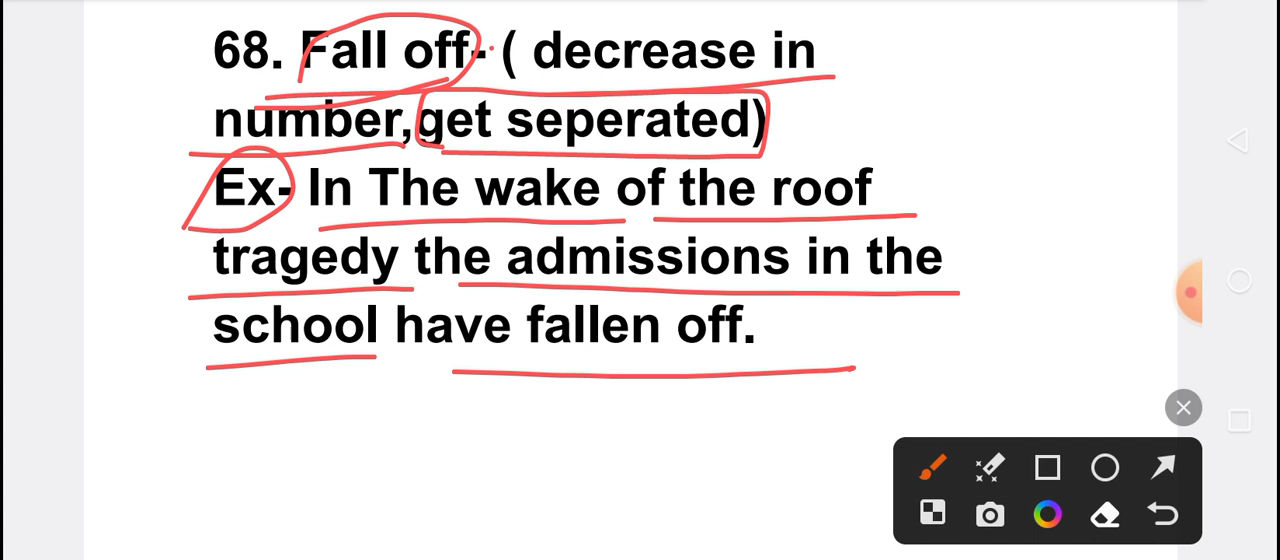 68. Fall off- ( decrease in
number,get seperated)
Ex- In The wake of the roof
tragedy the admissions in the
school have fallen off.